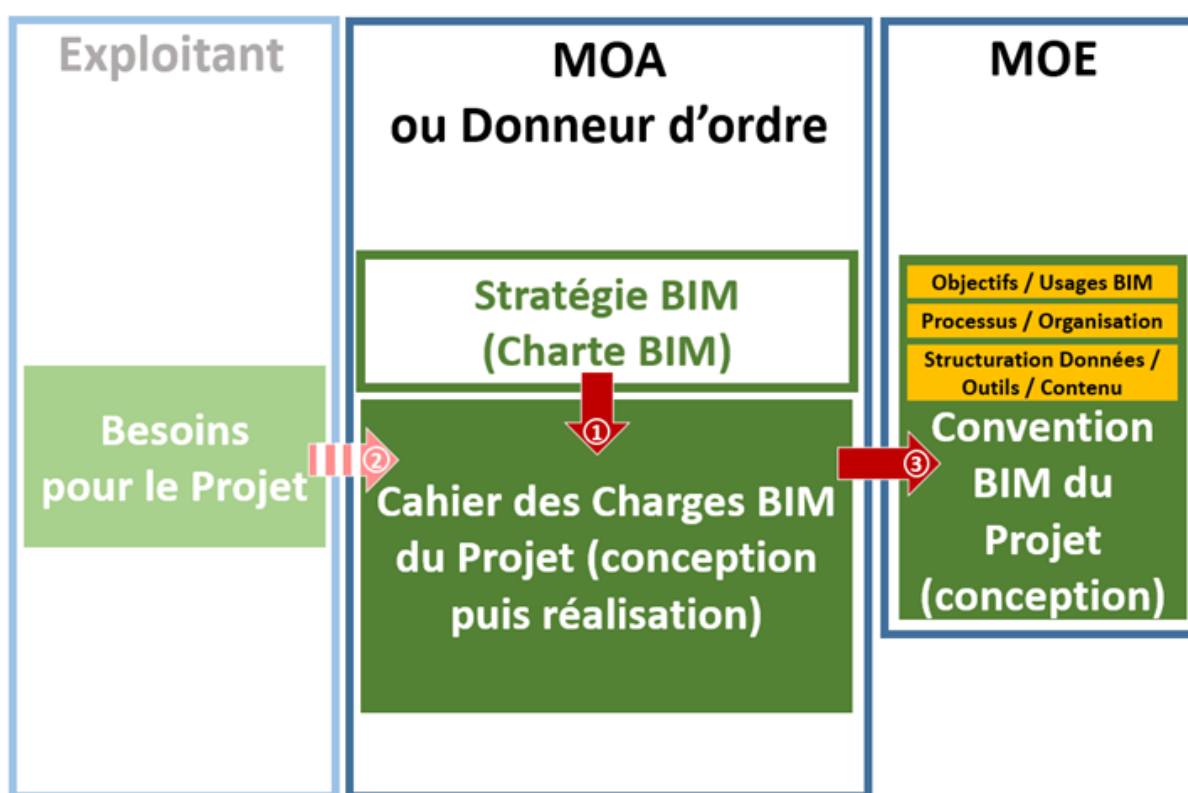 Exploitant
MOA
ou Donneur d’ordre
MOE
Stratégie BIM
(Charte BIM)
①
Besoins
pour le Projet
②
Cahier des Charges BIM
du Projet (conception
puis réalisation)
③
Objectifs / Usages BIM
Processus / Organisation
Structuration Données /
Outils / Contenu
Convention
BIM du
Projet
(conception)